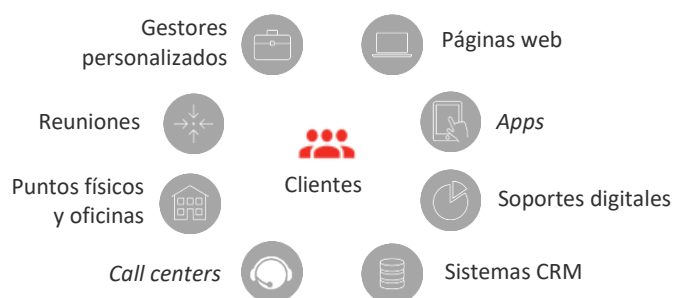 Gestores
personalizados
Páginas web
Reuniones
Apps
Clientes
Puntos físicos
y oficinas
Soportes digitales
Call centers
Sistemas CRM